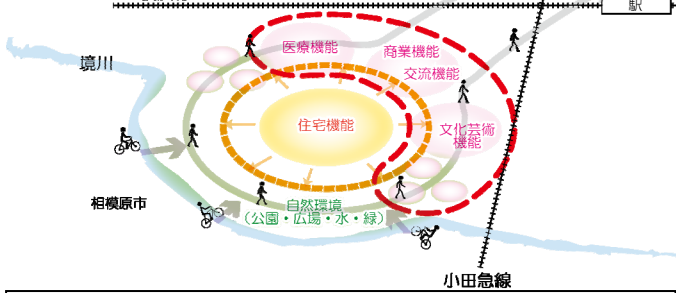 駅
医療機能
商業機能
境川
交流機能
住宅機能
文化芸術
機能
相模原市
自然環境
（公園・広場・水・緑）
小田急線